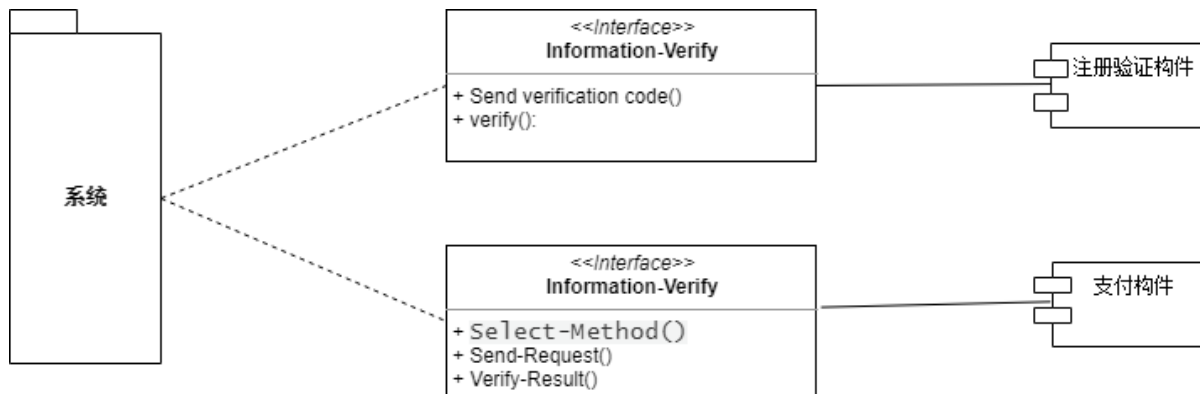 系统
<<Interface>>
Information-Verify
+ Send verification code()
+ verify():
注册验证构件
<<Interface>>
Information-Verify
+ Select-Method()
+ Send-Request()
+ Verify-Result()
支付构件